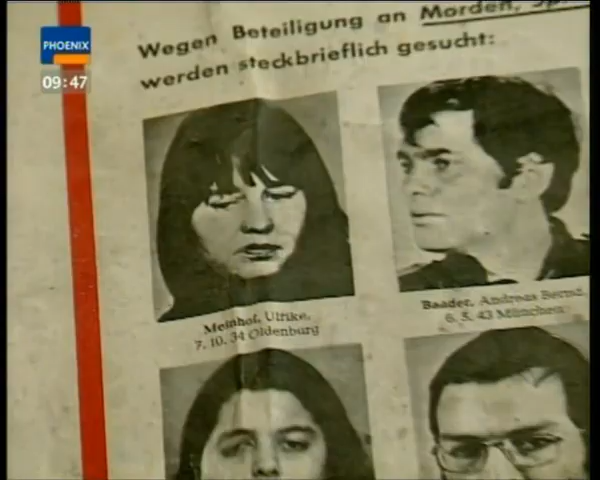 PHOENIX
09:47
Wegen Beteiligung an Morden,
werden steckbrieflich gesucht:
Meinhof, Ulrike,
7. 10. 34 Oldenburg
Baader, Andreas Bernd,
6. 5. 43 München